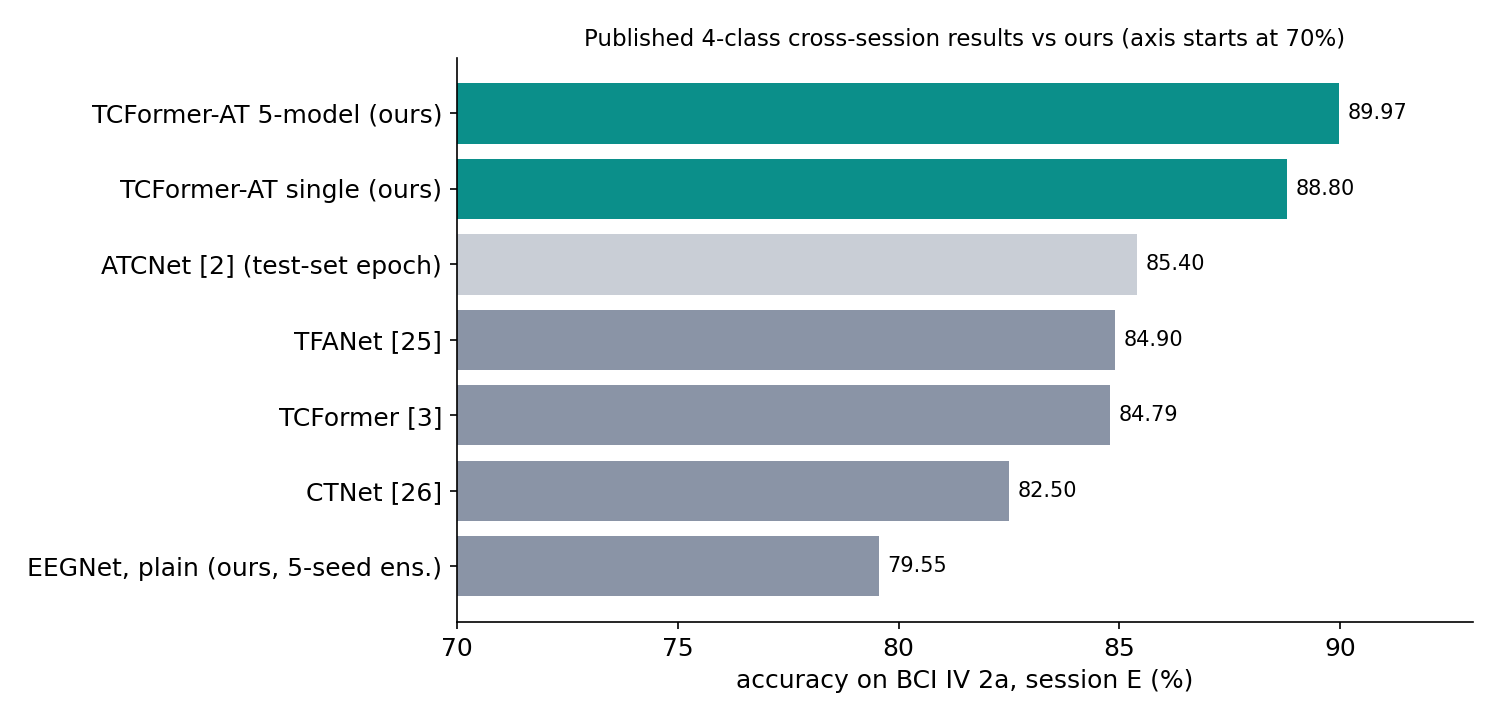 Published 4-class cross-session results vs ours (axis starts at 70%)
TCFormer-AT 5-model (ours) 89.97
TCFormer-AT single (ours) 88.80
ATCNet [2] (test-set epoch) 85.40
TFANet [25] 84.90
TCFormer [3] 84.79
CTNet [26] 82.50
EEGNet, plain (ours, 5-seed ens.) 79.55
70 75 80 85 90
accuracy on BCI IV 2a, session E (%)